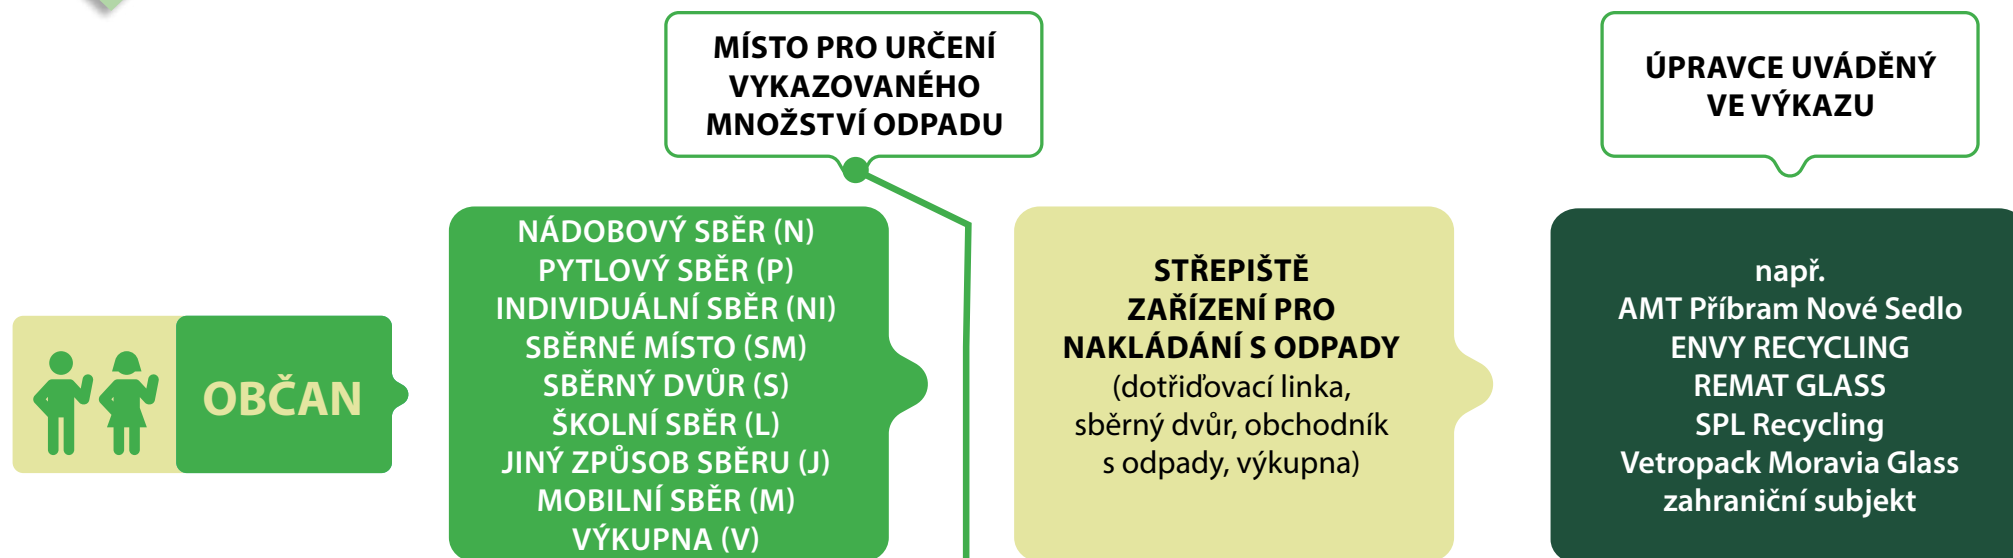 MÍSTO PRO URČENÍ
VYKAZOVANÉHO
MNOŽSTVÍ ODPADU
ÚPRAVCE UVÁDĚNÝ
VE VÝKAZU
OBČAN
NÁDOBOVÝ SBĚR (N)
PYTLOVÝ SBĚR (P)
INDIVIDUÁLNÍ SBĚR (NI)
SBĚRNÉ MÍSTO (SM)
SBĚRNÝ DVŮR (S)
ŠKOLNÍ SBĚR (L)
JINÝ ZPŮSOB SBĚRU (J)
MOBILNÍ SBĚR (M)
VÝKUPNA (V)
STŘEPIŠTĚ
ZAŘÍZENÍ PRO
NAKLÁDÁNÍ S ODPADY
(dotřiďovací linka,
sběrný dvůr, obchodník
s odpady, výkupna)
např.
AMT Příbram Nové Sedlo
ENVY RECYCLING
REMAT GLASS
SPL Recycling
Vetropack Moravia Glass
zahraniční subjekt